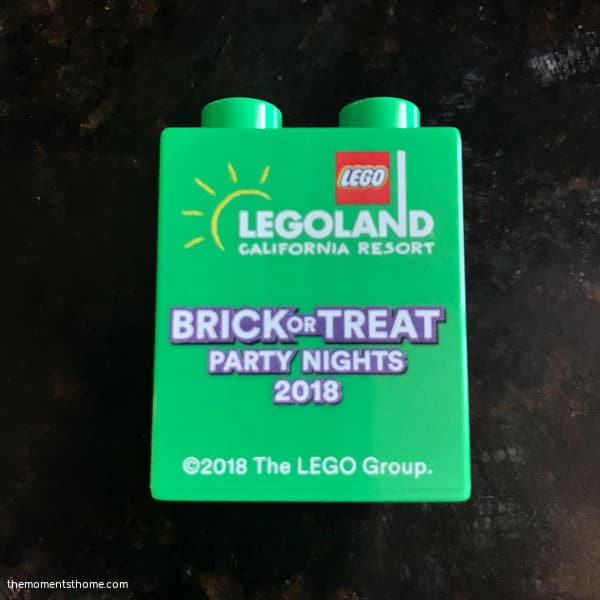 LEGO
LEGOLAND
CALIFORNIA RESORT
BRICK OR TREAT
PARTY NIGHTS
2018
©2018 The LEGO Group.
themomentsthome.com